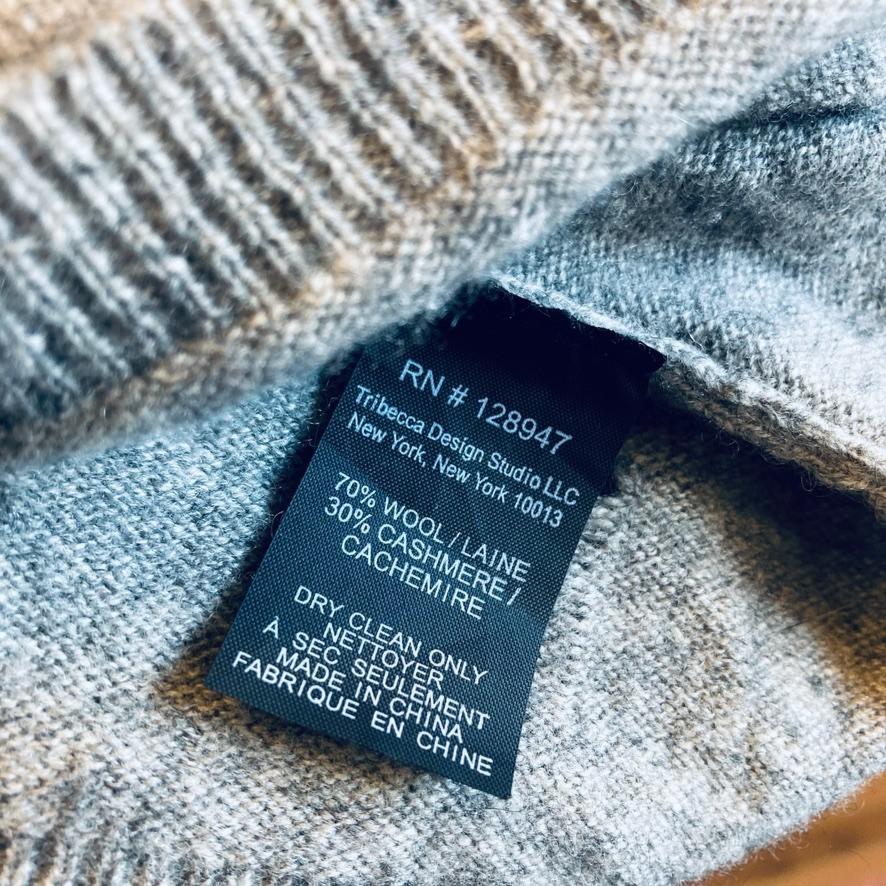 RN # 128947
Tribecca Design Studio LLC
New York, New York 10013
70% WOOL / LAINE
30% CASHMERE /
CACHEMIRE
DRY CLEAN ONLY
NETTOYER
À SEC SEULEMENT
MADE IN CHINA
FABRIQUE EN CHINE